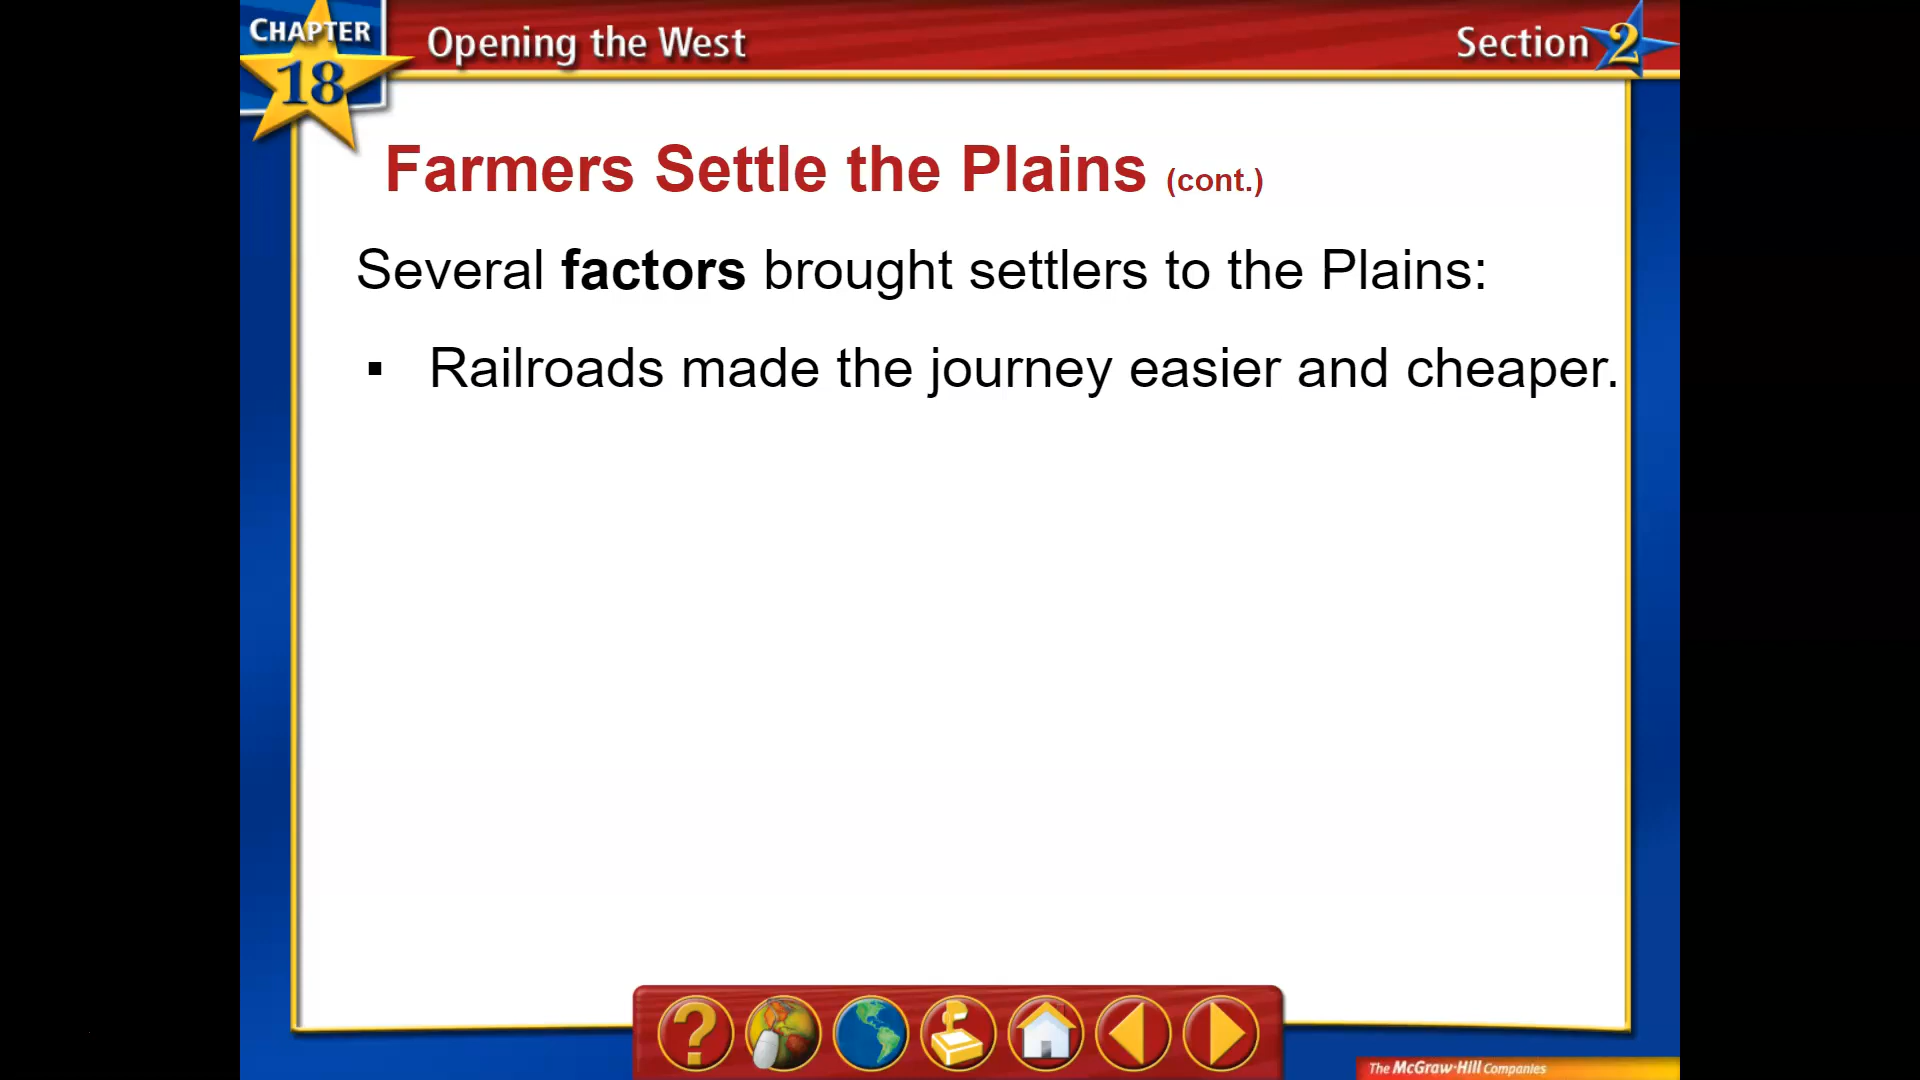 CHAPTER
18
Opening the West
Section 2
Farmers Settle the Plains (cont.)
Several factors brought settlers to the Plains:
▪ Railroads made the journey easier and cheaper.
?
The McGraw-Hill Companies